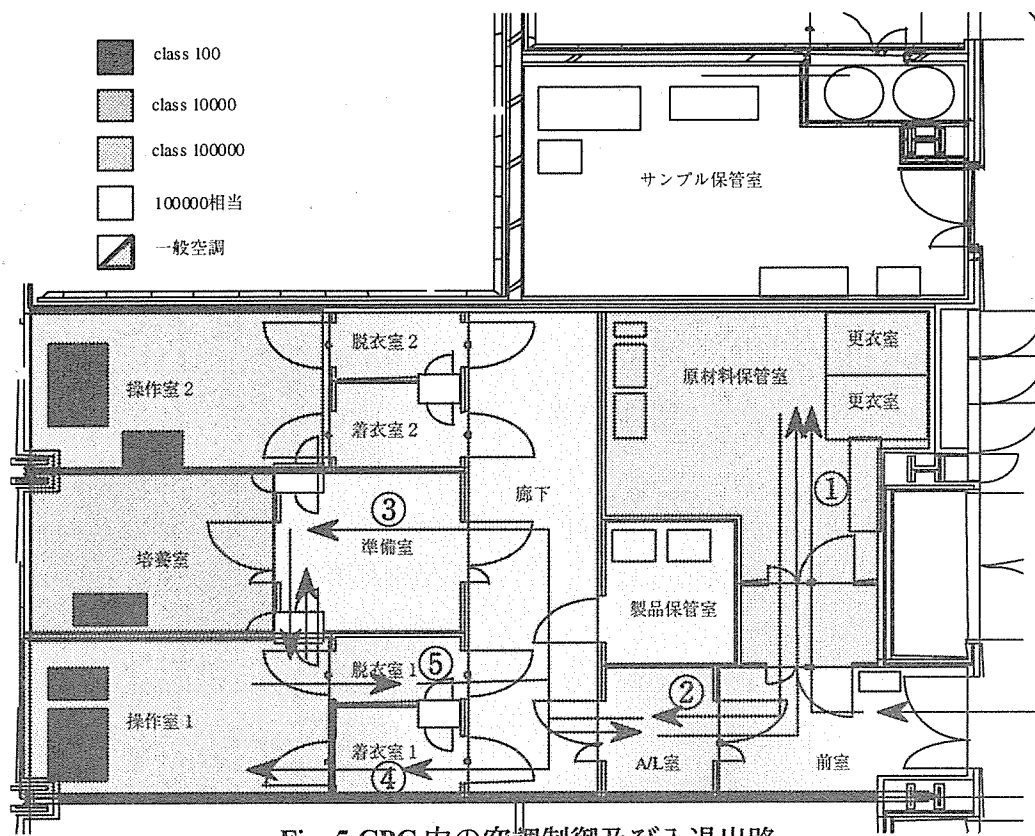 class 100
class 10000
class 100000
100000相当
一般空調
サンプル保管室
脱衣室 2
操作室 2
着衣室 2
原材料保管室
更衣室
更衣室
①
廊下
③
準備室
培養室
製品保管室
脱衣室 1
⑤
②
操作室 1
着衣室 1
④
A/L室
前室
Fig. 5 CPC 中の空調制御及び入退出路